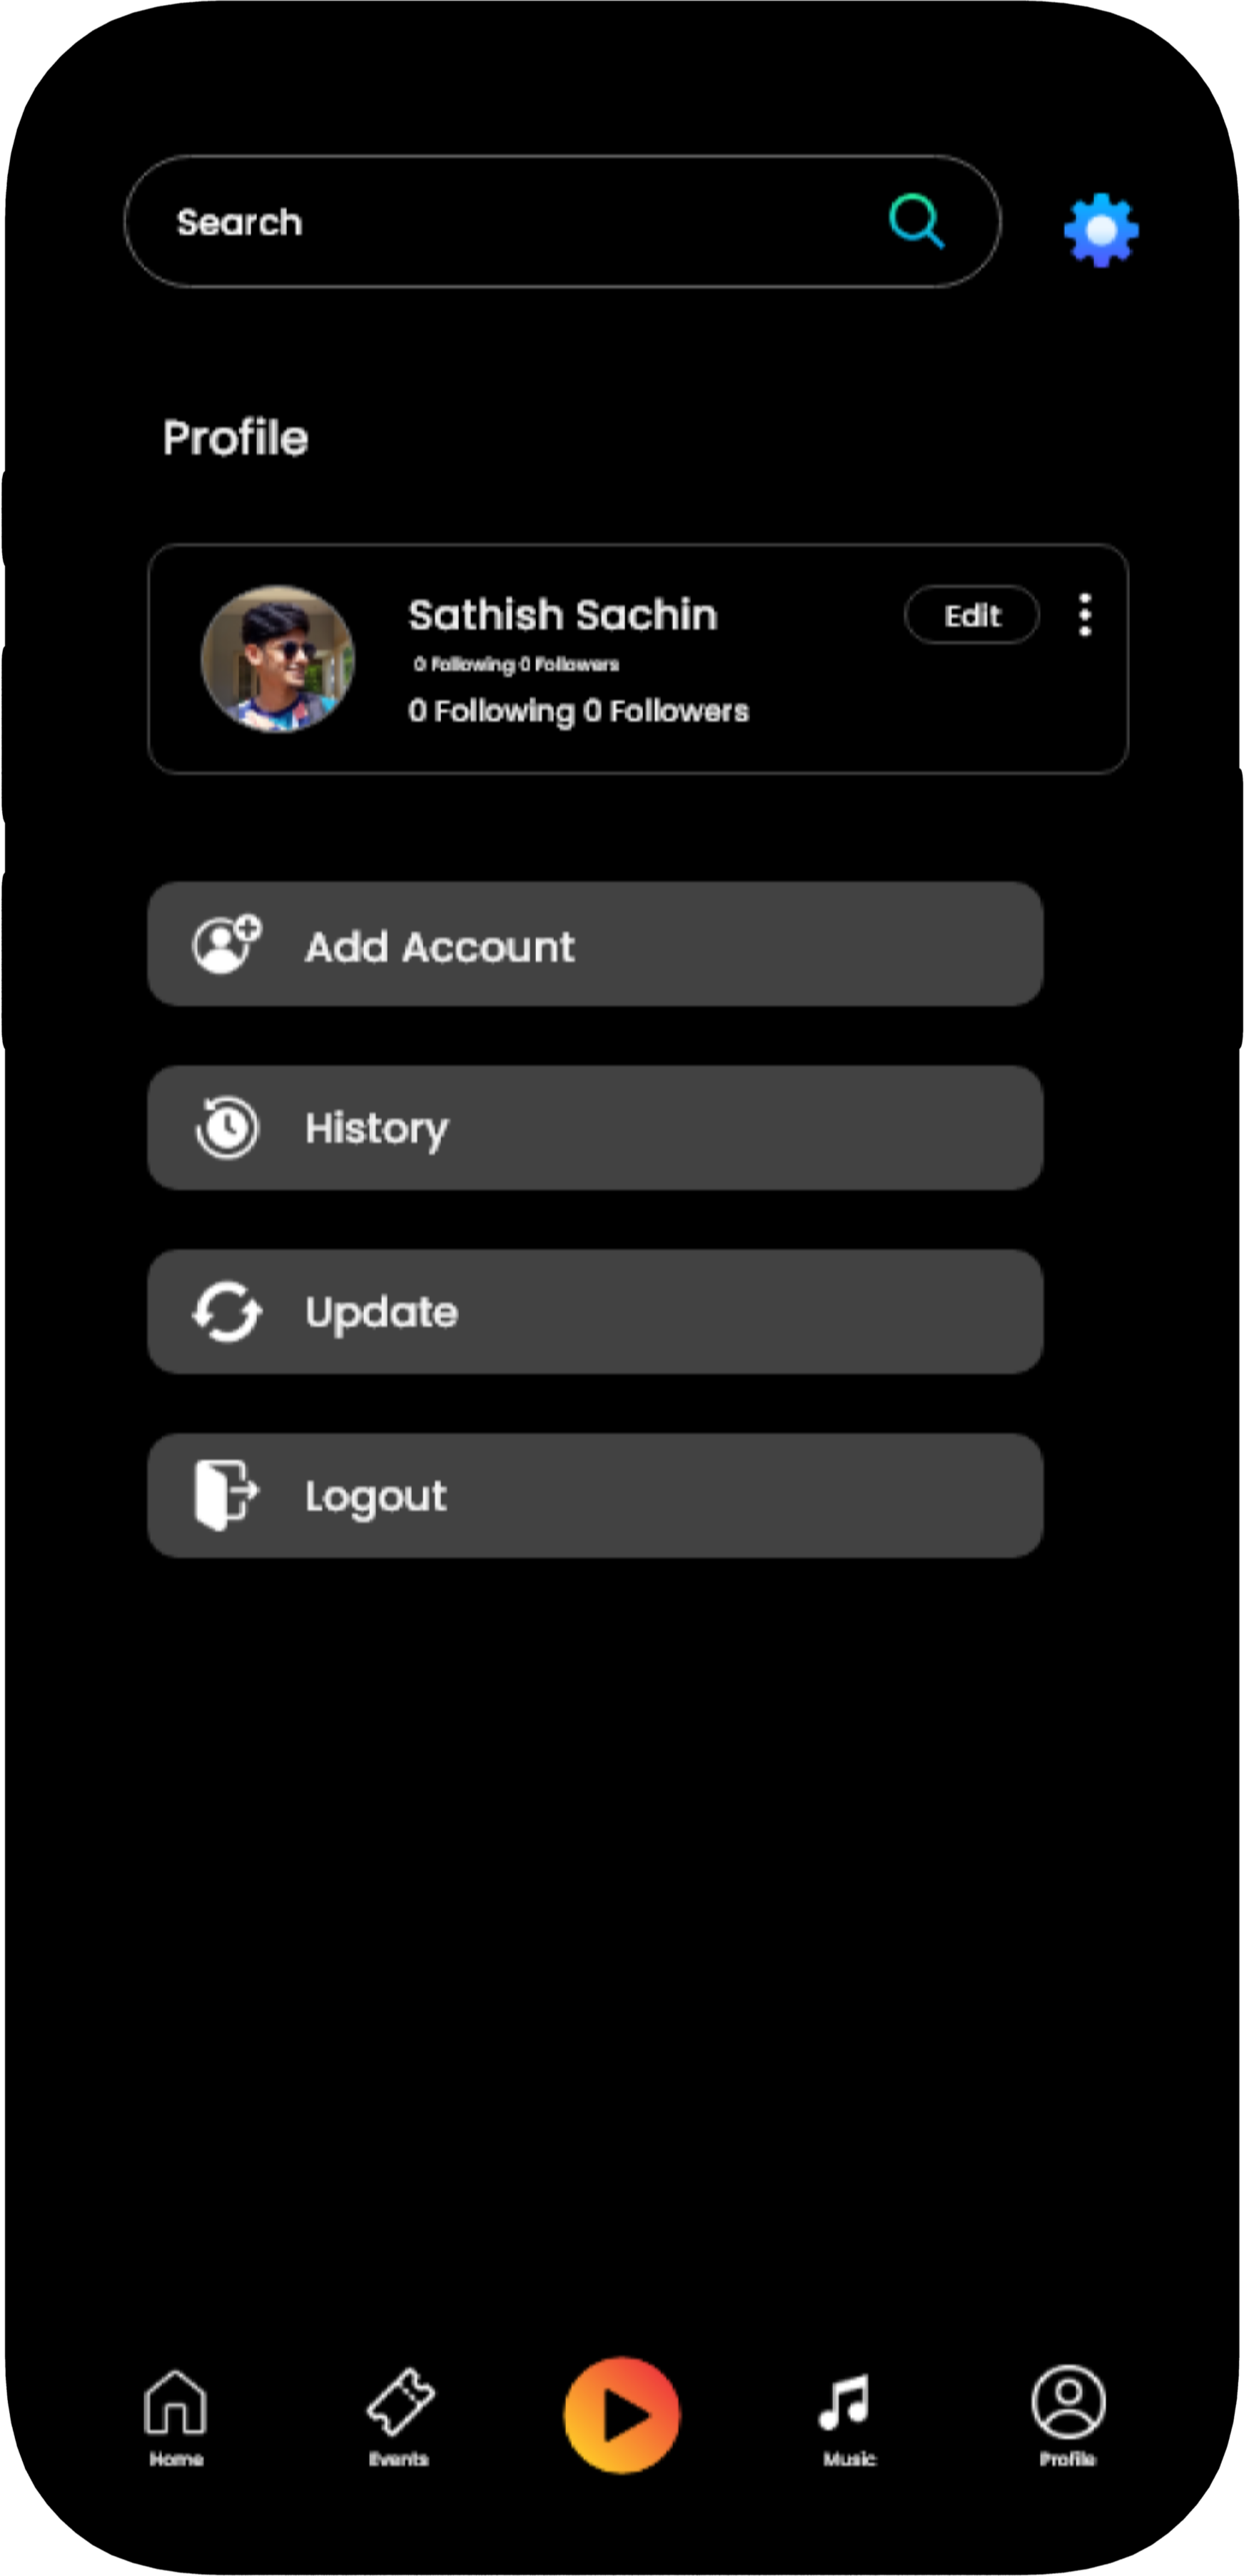 Search
Profile
Sathish Sachin
Edit
0 Following 0 Followers
0 Following 0 Followers
Add Account
History
Update
Logout
Home
Events
Music
Profile